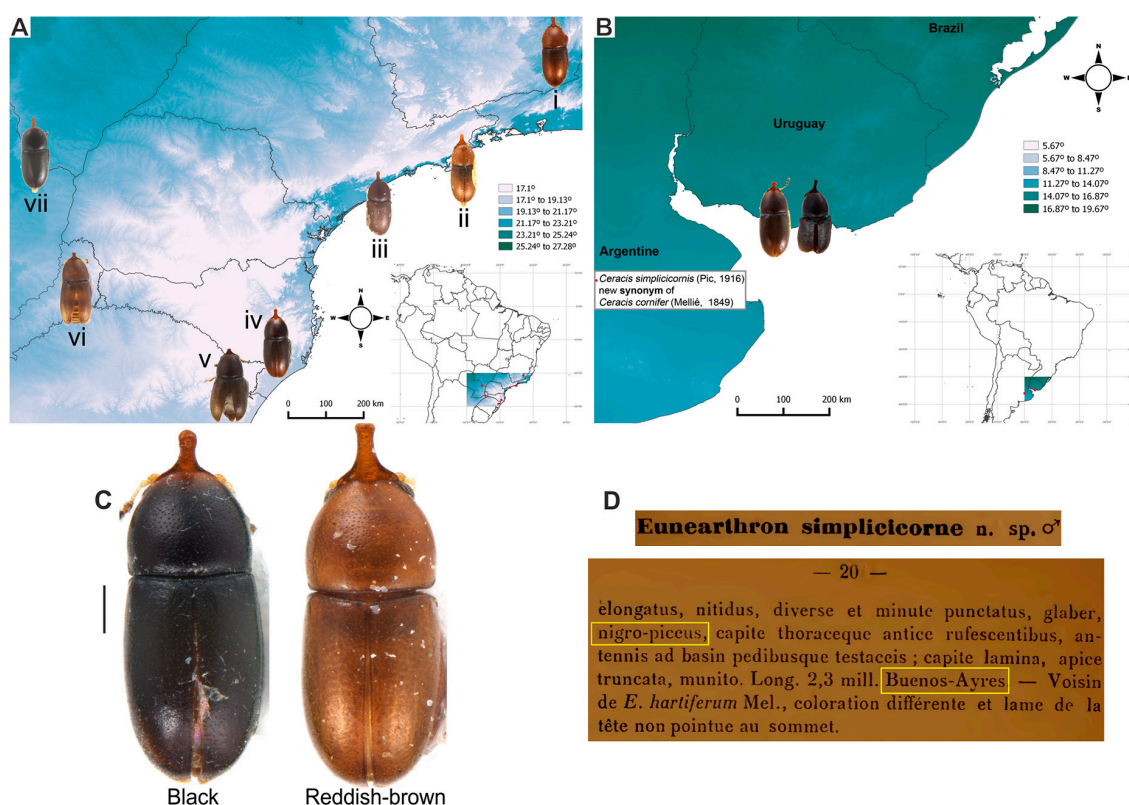 A
i
ii
iii
iv
v
vi
vii
17.1º
17.1º to 19.13º
19.13º to 21.17º
21.17º to 23.21º
23.21º to 25.24º
25.24º to 27.28º
N
W
E
S
0
100
200 km
B
Brazil
Uruguay
Argentine
Ceracis simplicicornis (Pic, 1916)
new synonym of
Ceracis cornifer (Mellié, 1849)
N
W
E
S
5.67º
5.67º to 8.47º
8.47º to 11.27º
11.27º to 14.07º
14.07º to 16.87º
16.87º to 19.67º
0
100
200 km
C
Black
Reddish-brown
D
Eunearthron simplicicorne n. sp. ♂
— 20 —
elongatus, nitidus, diverse et minute punctatus, glaber,
nigro-piceus, capite thoraceque antice rufescentibus, an-
tennis ad basin pedibusque testaceis ; capite lamina, apice
truncata, munito. Long. 2,3 mill. Buenos-Ayres — Voisin
de E. hartiferum Mel., coloration différente et lame de la
tête non pointue au sommet.